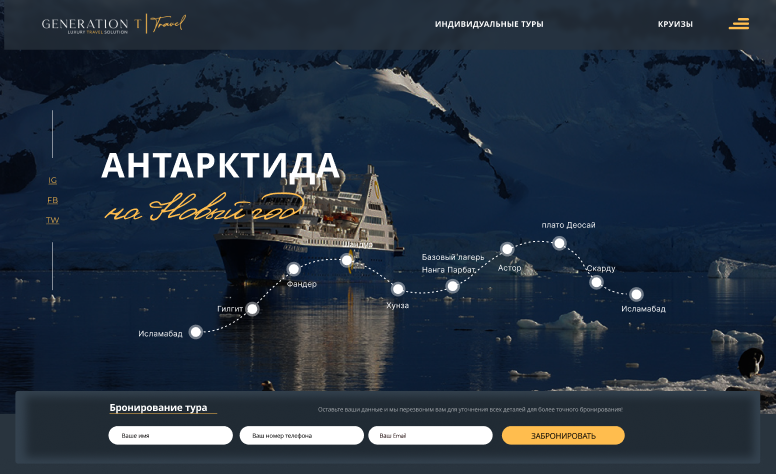 GENERATION T | Travel
LUXURY TRAVEL SOLUTION
ИНДИВИДУАЛЬНЫЕ ТУРЫ
КРУИЗЫ
АНТАРКТИДА
на Новый год
IG
FB
TW
плато Деосай
Базовый лагерь
Нанга Парбат
Астор
Скарду
Фандер
Хунза
Гилгит
Исламабад
Исламабад
Бронирование тура
Оставьте ваши данные и мы перезвоним вам для уточнения всех деталей для более точного бронирования!
Ваше имя
Ваш номер телефона
Ваш Email
ЗАБРОНИРОВАТЬ